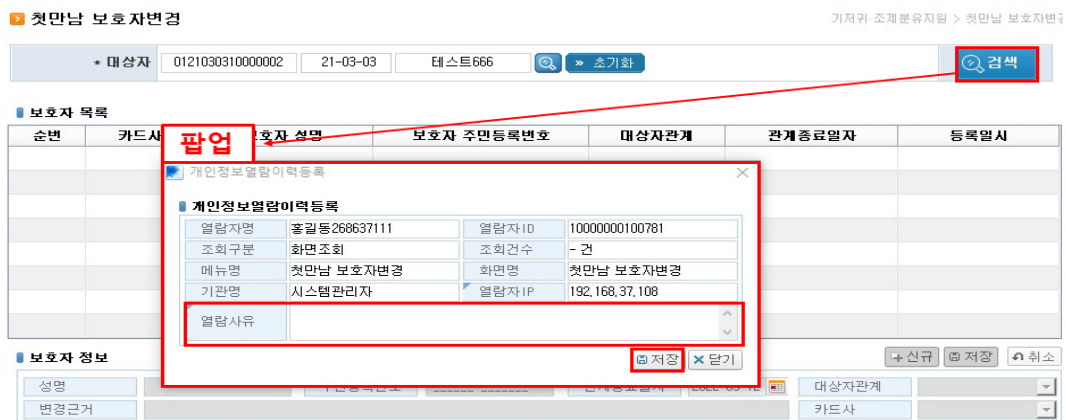 첫만남 보호자변경
기저귀·조제분유지원 > 첫만남 보호자변경
* 대상자 0121030310000002 21-03-03 테스트666 » 초기화 검색
보호자 목록
순번 카드사 보호자 성명 보호자 주민등록번호 대상자관계 관계종료일자 등록일시
팝업
개인정보열람이력등록
개인정보열람이력등록
열람자명 홍길동268637111 열람자ID 10000000100781
조회구분 화면조회 조회건수 - 건
메뉴명 첫만남 보호자변경 화면명 첫만남 보호자변경
기관명 시스템관리자 열람자IP 192,168,37,108
열람사유
저장 닫기
보호자 정보 신규 저장 취소
성명 대상자관계
변경근거 카드사